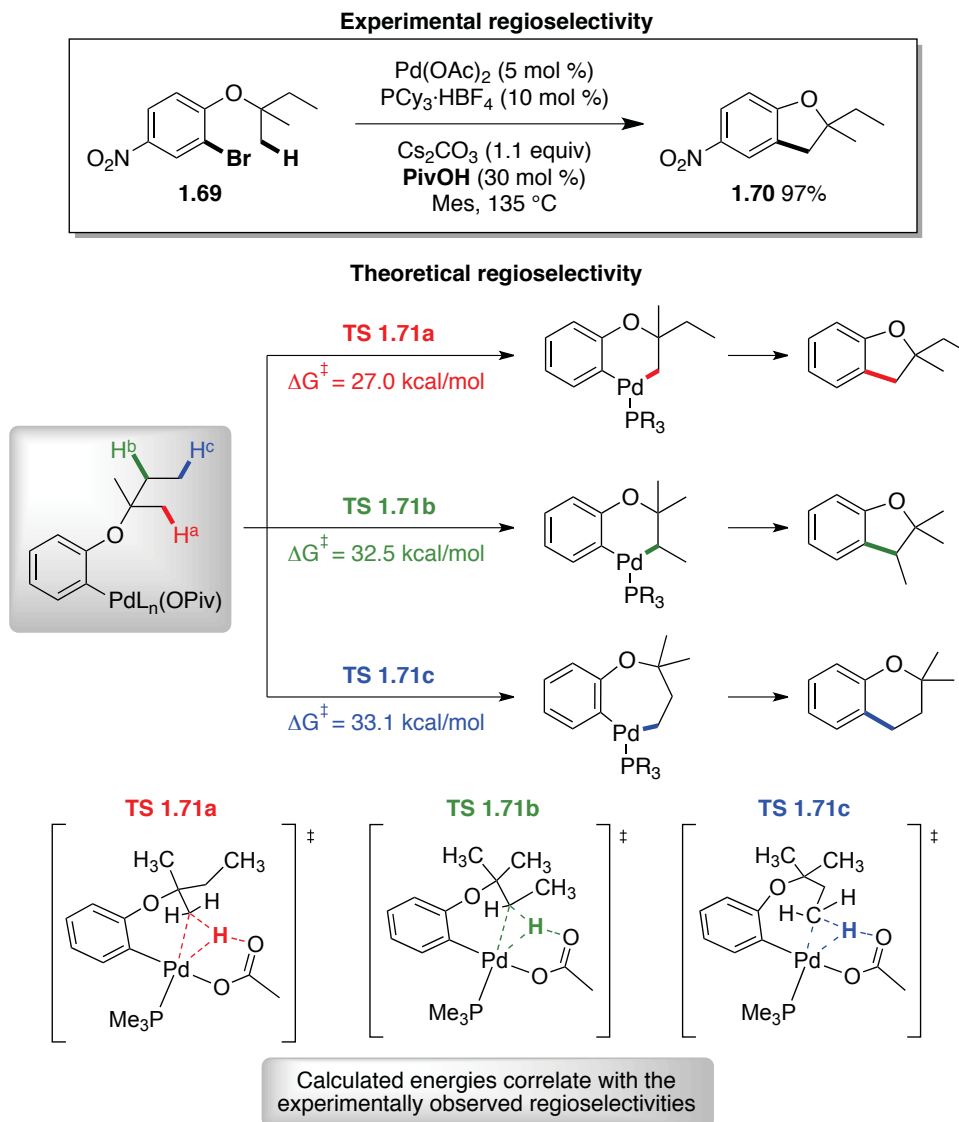 Experimental regioselectivity
O
O₂N
Br
H
1.69
Pd(OAc)₂ (5 mol %)
PCy₃·HBF₄ (10 mol %)
Cs₂CO₃ (1.1 equiv)
PivOH (30 mol %)
Mes, 135 °C
O
O₂N
1.70 97%
Theoretical regioselectivity
TS 1.71a
ΔG‡ = 27.0 kcal/mol
O
Pd
PR₃
O
Hᵇ
Hᶜ
Hᵃ
O
PdLₙ(OPiv)
TS 1.71b
ΔG‡ = 32.5 kcal/mol
O
Pd
PR₃
O
TS 1.71c
ΔG‡ = 33.1 kcal/mol
O
Pd
PR₃
O
TS 1.71a
H₃C
CH₃
O
H
H
H
O
Pd
O
Me₃P
‡
TS 1.71b
H₃C
CH₃
CH₃
O
H
H
O
Pd
O
Me₃P
‡
TS 1.71c
H₃C
CH₃
O
H
C
H
H
O
Pd
O
Me₃P
‡
Calculated energies correlate with the
experimentally observed regioselectivities